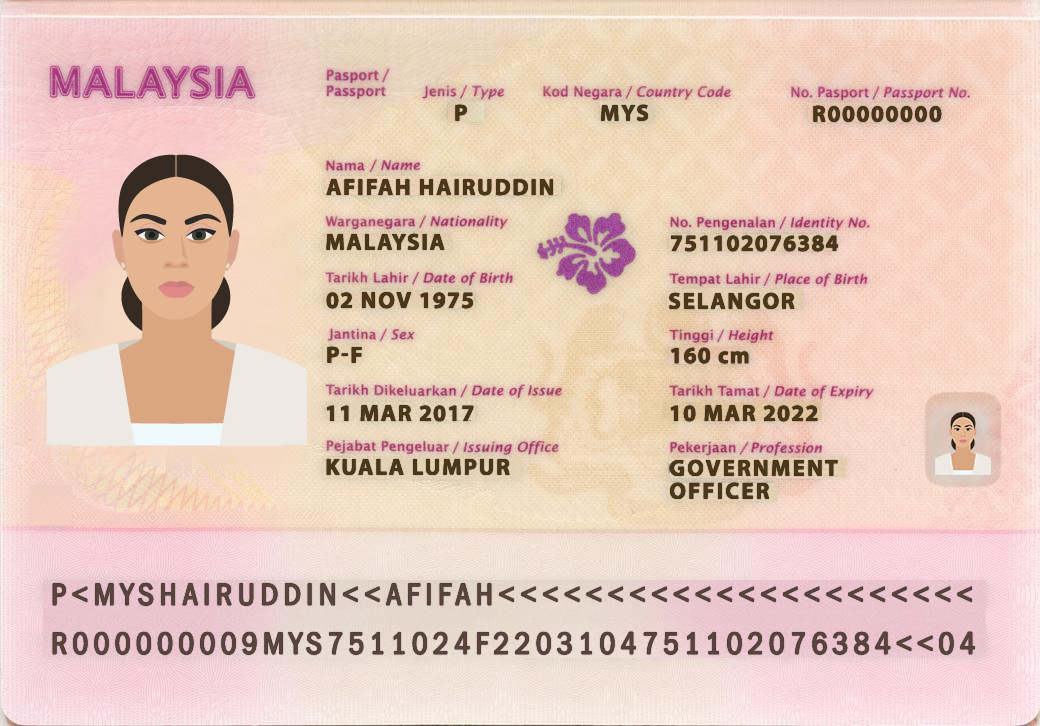 MALAYSIA
Pasport /
Passport
Jenis / Type
Kod Negara / Country Code
No. Pasport / Passport No.
P
MYS
R00000000
Nama / Name
AFIFAH HAIRUDDIN
Warganegara / Nationality
No. Pengenalan / Identity No.
MALAYSIA
751102076384
Tarikh Lahir / Date of Birth
Tempat Lahir / Place of Birth
02 NOV 1975
SELANGOR
Jantina / Sex
Tinggi / Height
P-F
160 cm
Tarikh Dikeluarkan / Date of Issue
Tarikh Tamat / Date of Expiry
11 MAR 2017
10 MAR 2022
Pejabat Pengeluar / Issuing Office
Pekerjaan / Profession
KUALA LUMPUR
GOVERNMENT
OFFICER
P<MYSHAIRUDDIN<<AFIFAH<<<<<<<<<<<<<<<<<<<<<<
R000000009MYS7511024F2203104751102076384<<04